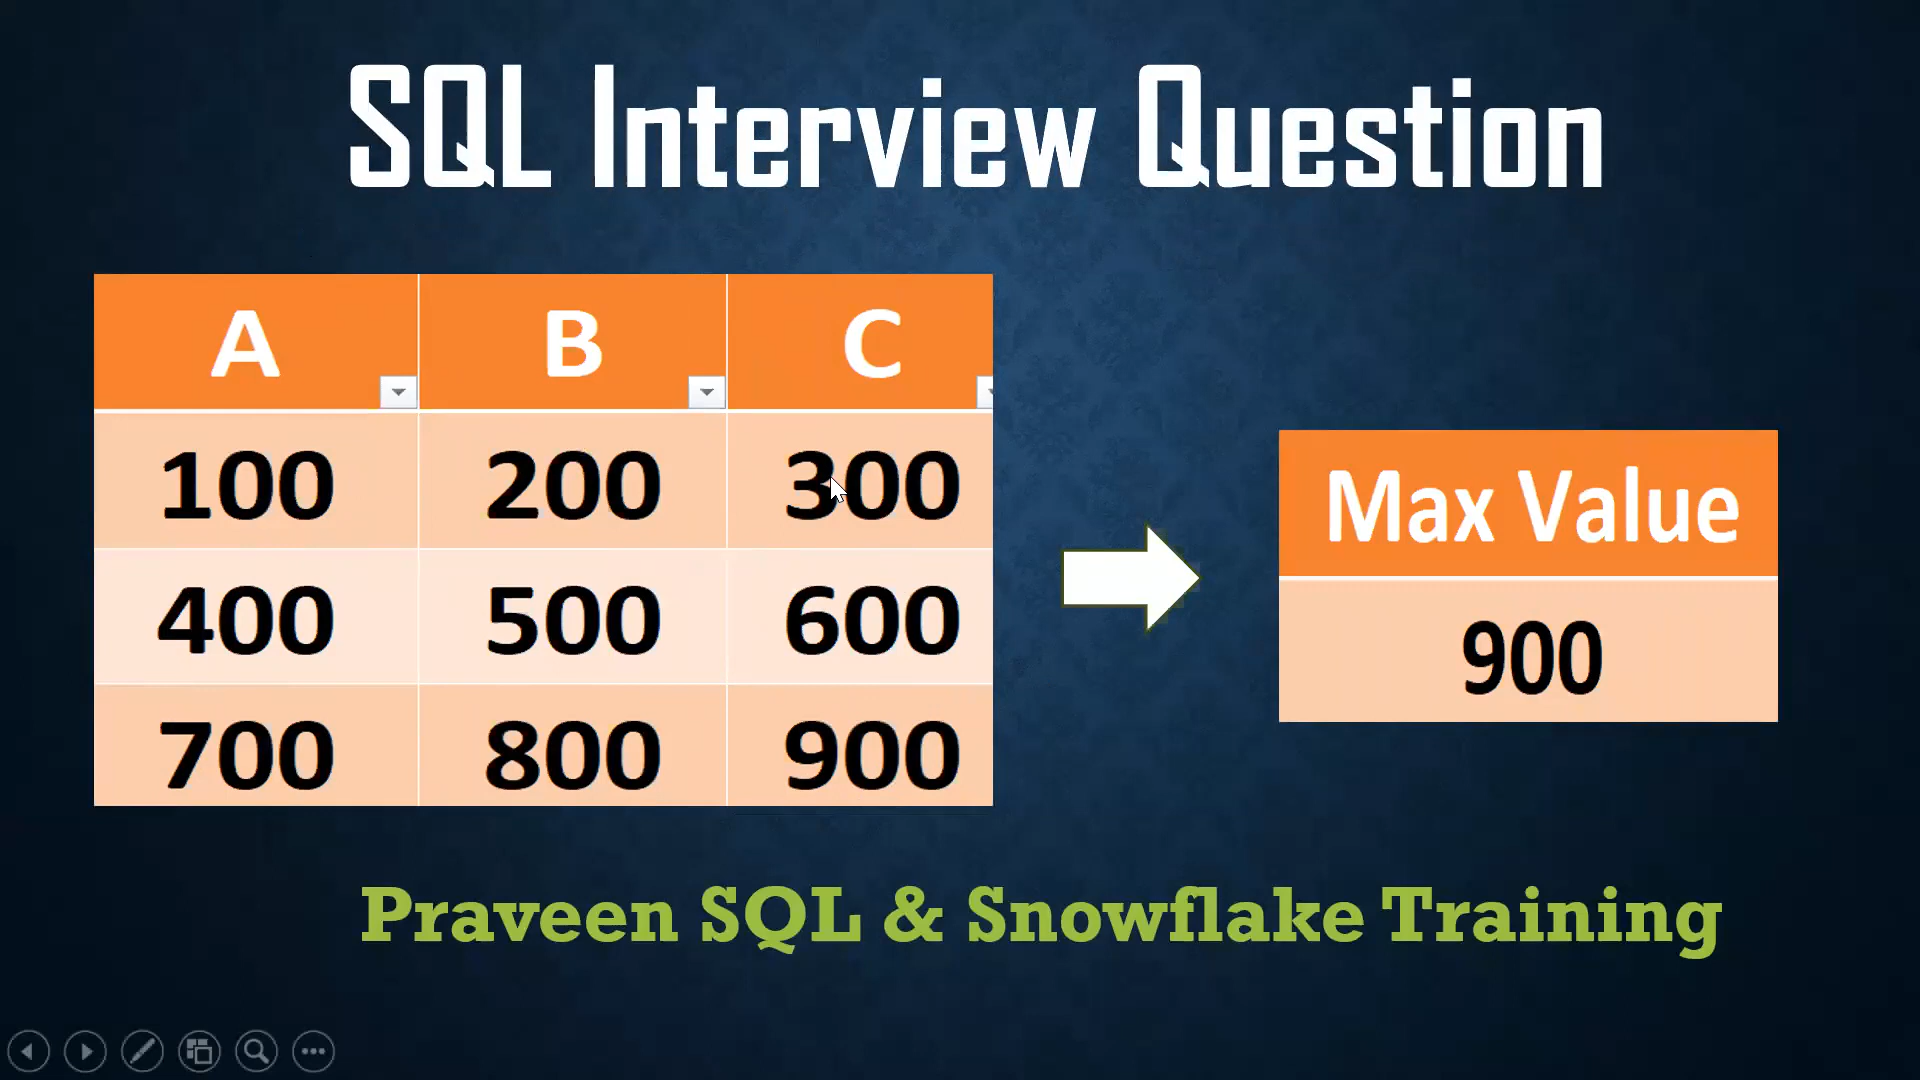 SQL Interview Question
A B C
100 200 300
400 500 600
700 800 900
Max Value
900
Praveen SQL & Snowflake Training